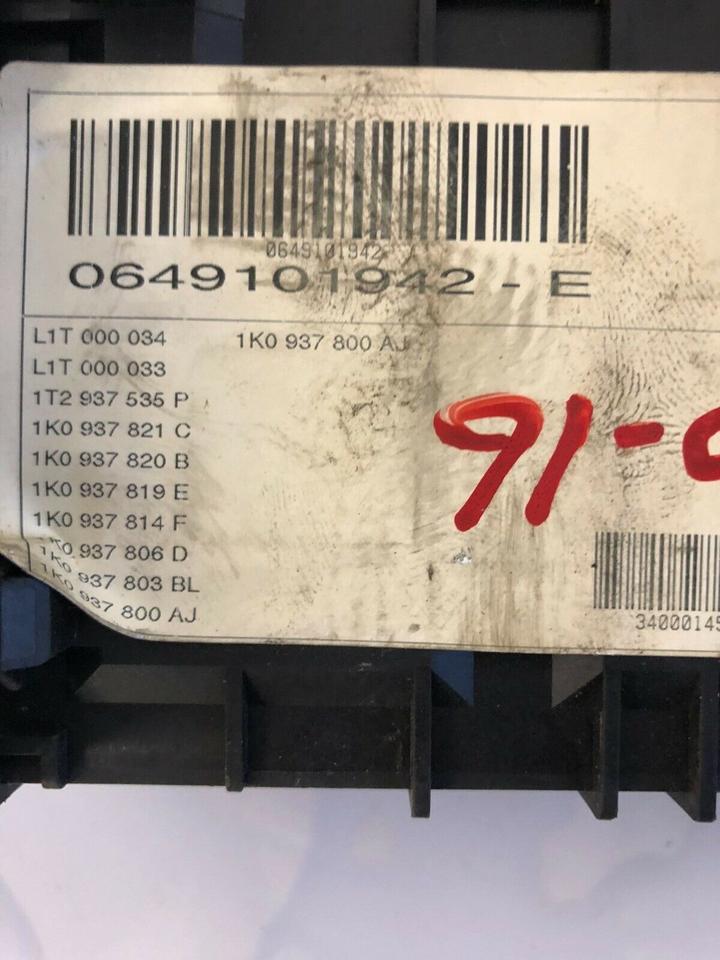 0649101942
0649101942 - E
L1T 000 034 1K0 937 800 AJ
L1T 000 033
1T2 937 535 P
1K0 937 821 C
1K0 937 820 B
1K0 937 819 E
1K0 937 814 F
1K0 937 806 D
1K0 937 803 BL
1K0 937 800 AJ
91-
3400014